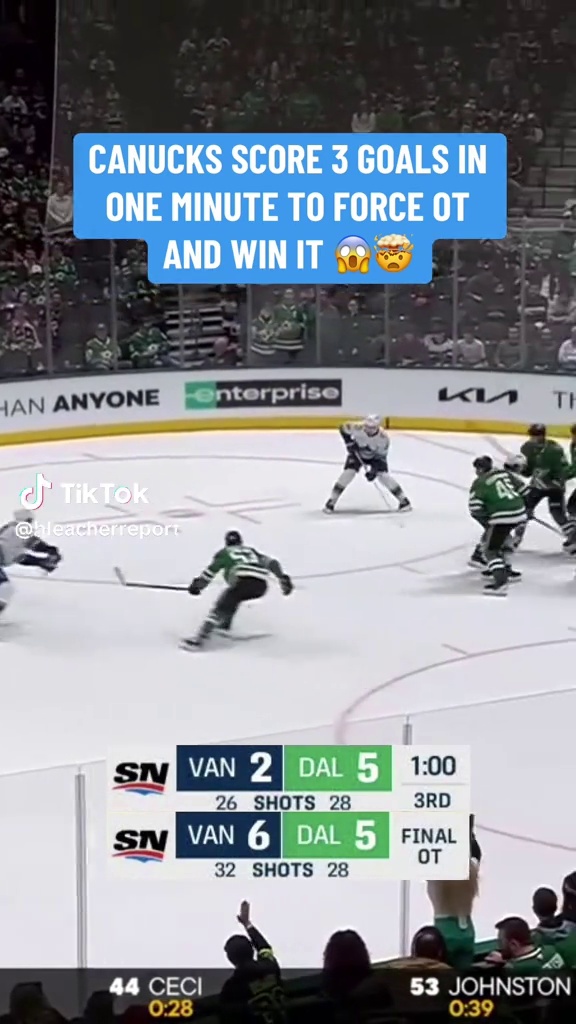 CANUCKS SCORE 3 GOALS IN
ONE MINUTE TO FORCE OT
AND WIN IT 😱🤯
HAN ANYONE
enterprise
KIA
TH
TikTok
@bleacherreport
SN VAN 2 DAL 5 1:00
26 SHOTS 28 3RD
SN VAN 6 DAL 5 FINAL
OT
32 SHOTS 28
44 CECI
0:28
53 JOHNSTON
0:39